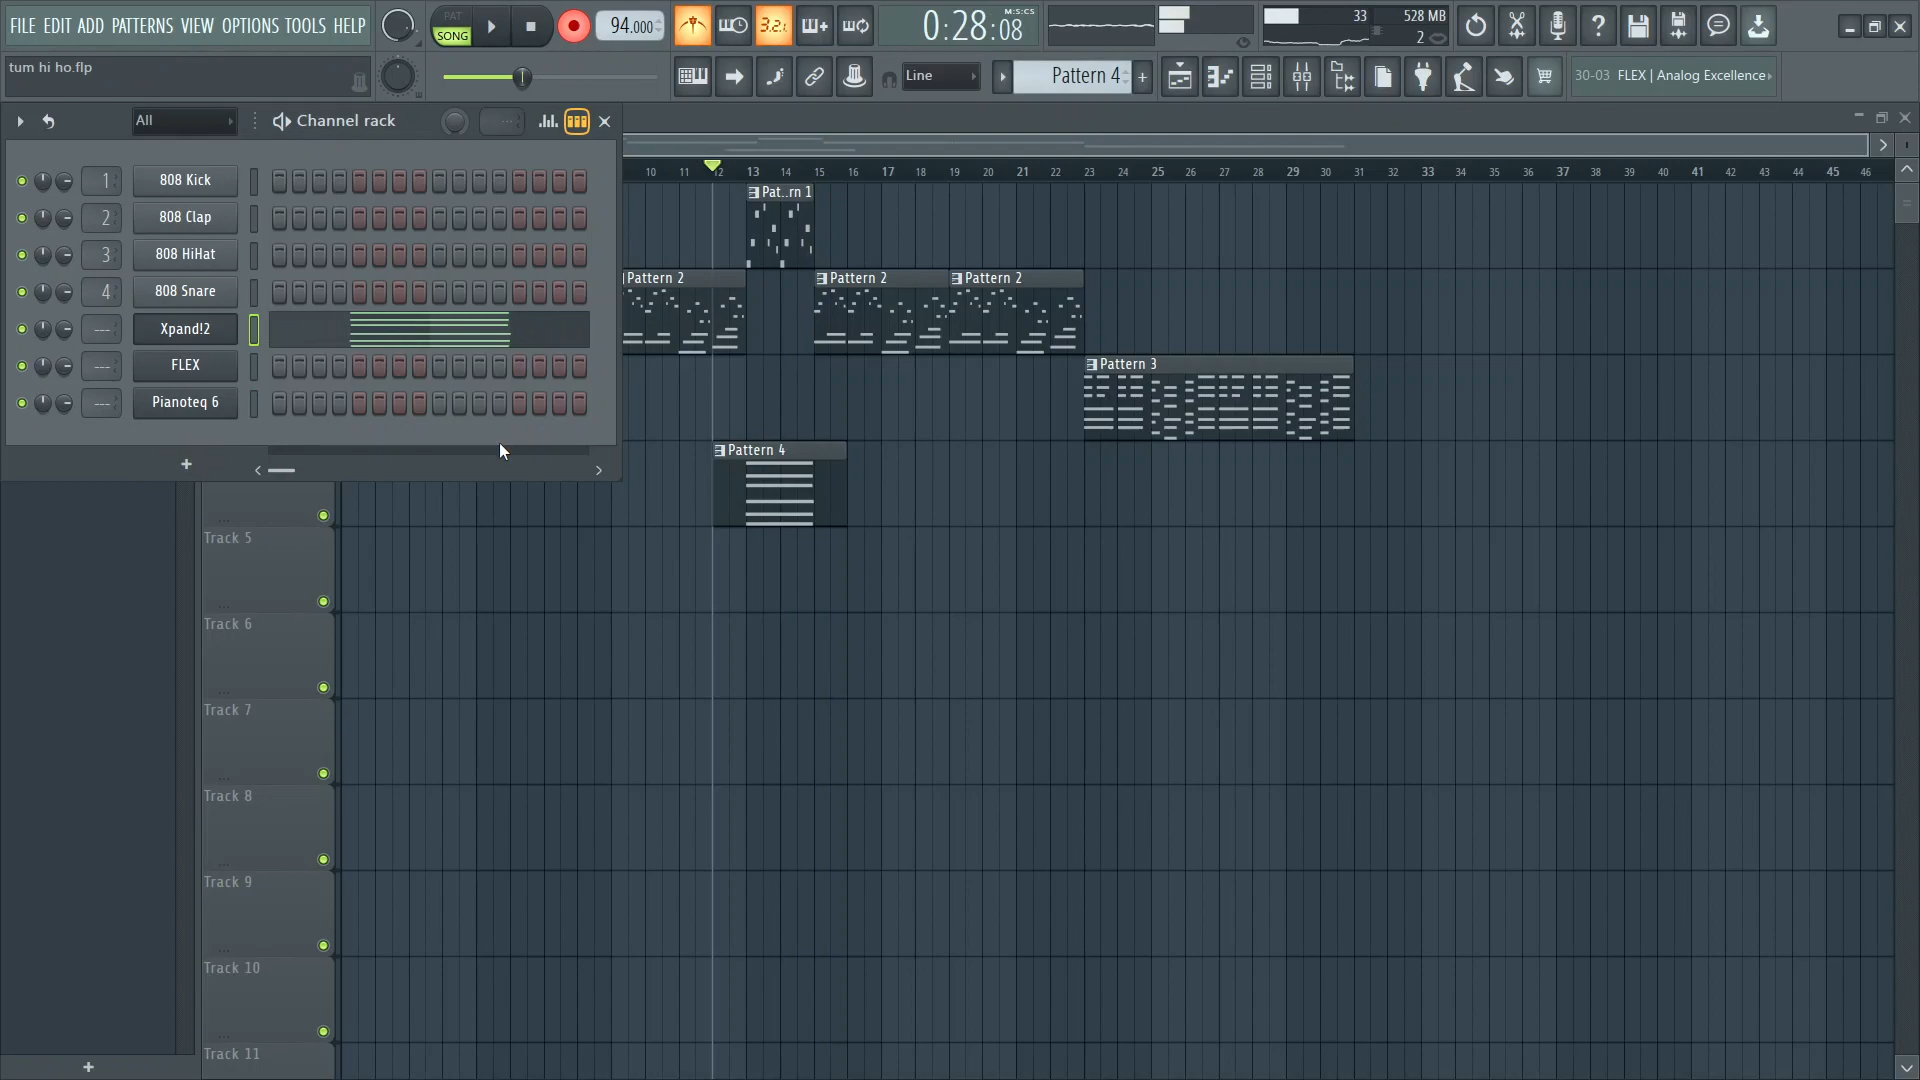 FILE EDIT ADD PATTERNS VIEW OPTIONS TOOLS HELP
PAT
SONG
94.000
3.2.
0:28:08
M:S:CS
33
528 MB
2
tum hi ho.flp
Line
Pattern 4
+
30-03 FLEX | Analog Excellence
All
Channel rack
1 808 Kick
2 808 Clap
3 808 HiHat
4 808 Snare
--- Xpand!2
--- FLEX
--- Pianoteq 6
10 11 12 13 14 15 16 17 18 19 20 21 22 23 24 25 26 27 28 29 30 31 32 33 34 35 36 37 38 39 40 41 42 43 44 45 46
Pat..rn 1
Pattern 2
Pattern 2
Pattern 2
Pattern 3
Pattern 4
Track 5
Track 6
Track 7
Track 8
Track 9
Track 10
Track 11